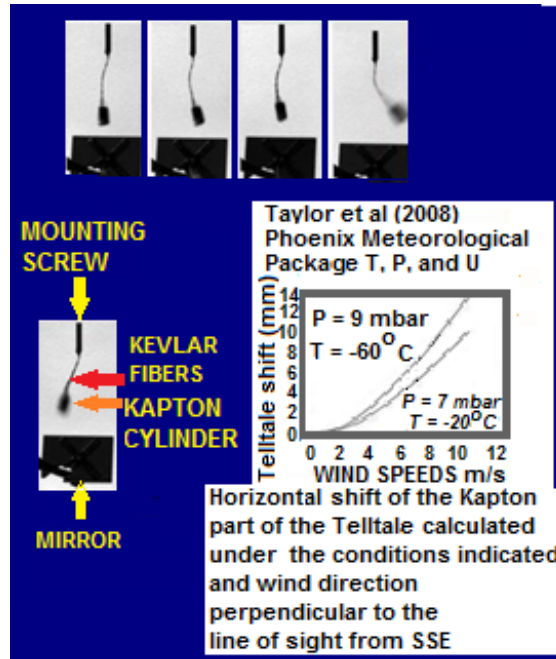 Taylor et al (2008)
Phoenix Meteorological
Package T, P, and U
MOUNTING
SCREW
KEVLAR
FIBERS
KAPTON
CYLINDER
MIRROR
Telltale shift (mm)
14
12
10
8
6
4
2
0
P = 9 mbar
T = -60°C
P = 7 mbar
T = -20°C
0 2 4 6 8 10 12
WIND SPEEDS m/s
Horizontal shift of the Kapton
part of the Telltale calculated
under the conditions indicated
and wind direction
perpendicular to the
line of sight from SSE